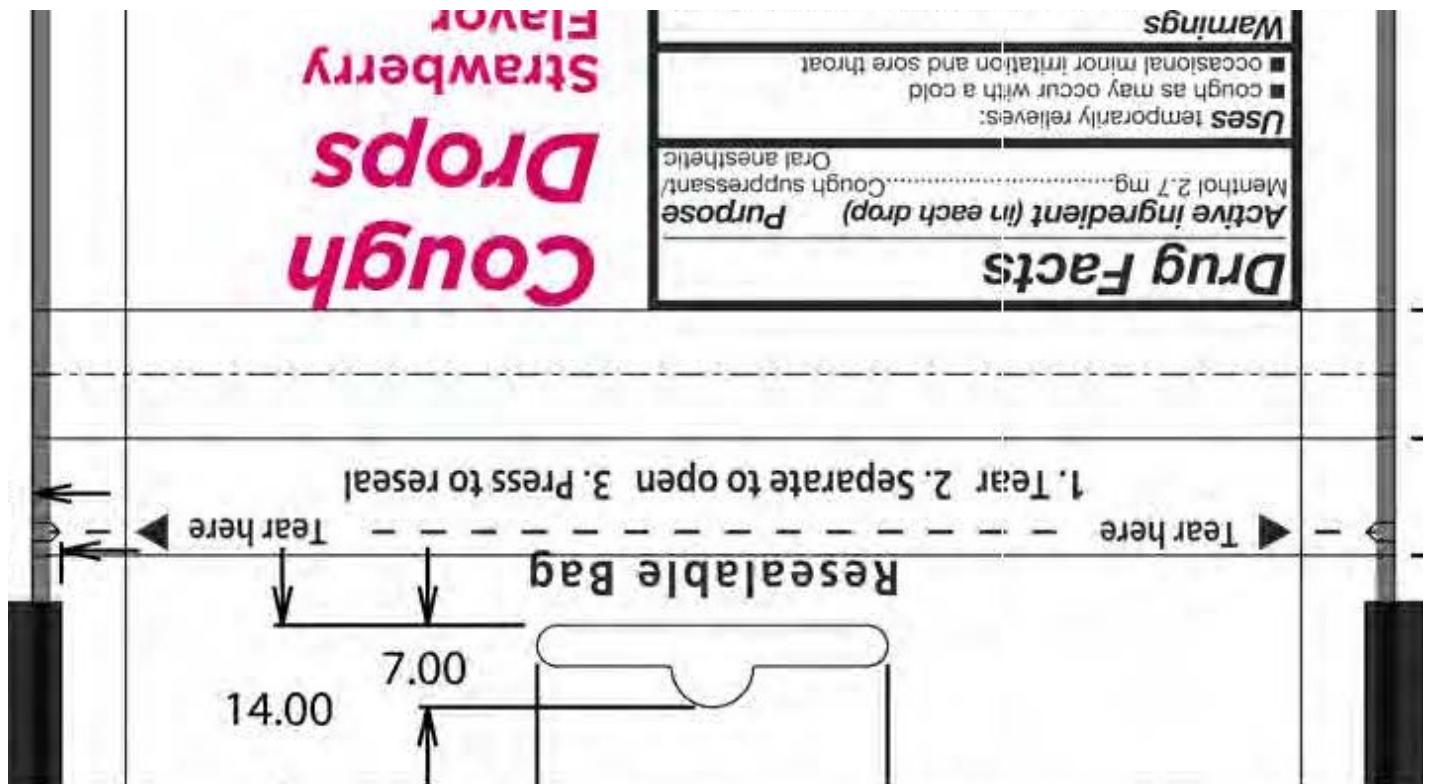 Resealable Bag
Tear here Tear here
1. Tear 2. Separate to open 3. Press to reseal
Drug Facts
Active ingredient (in each drop) Purpose
Menthol 2.7 mg..........................................Cough suppressant/
Oral anesthetic
Uses temporarily relieves:
■ cough as may occur with a cold
■ occasional minor irritation and sore throat
Warnings
Cough
Drops
Strawberry
Flavor
7.00
14.00